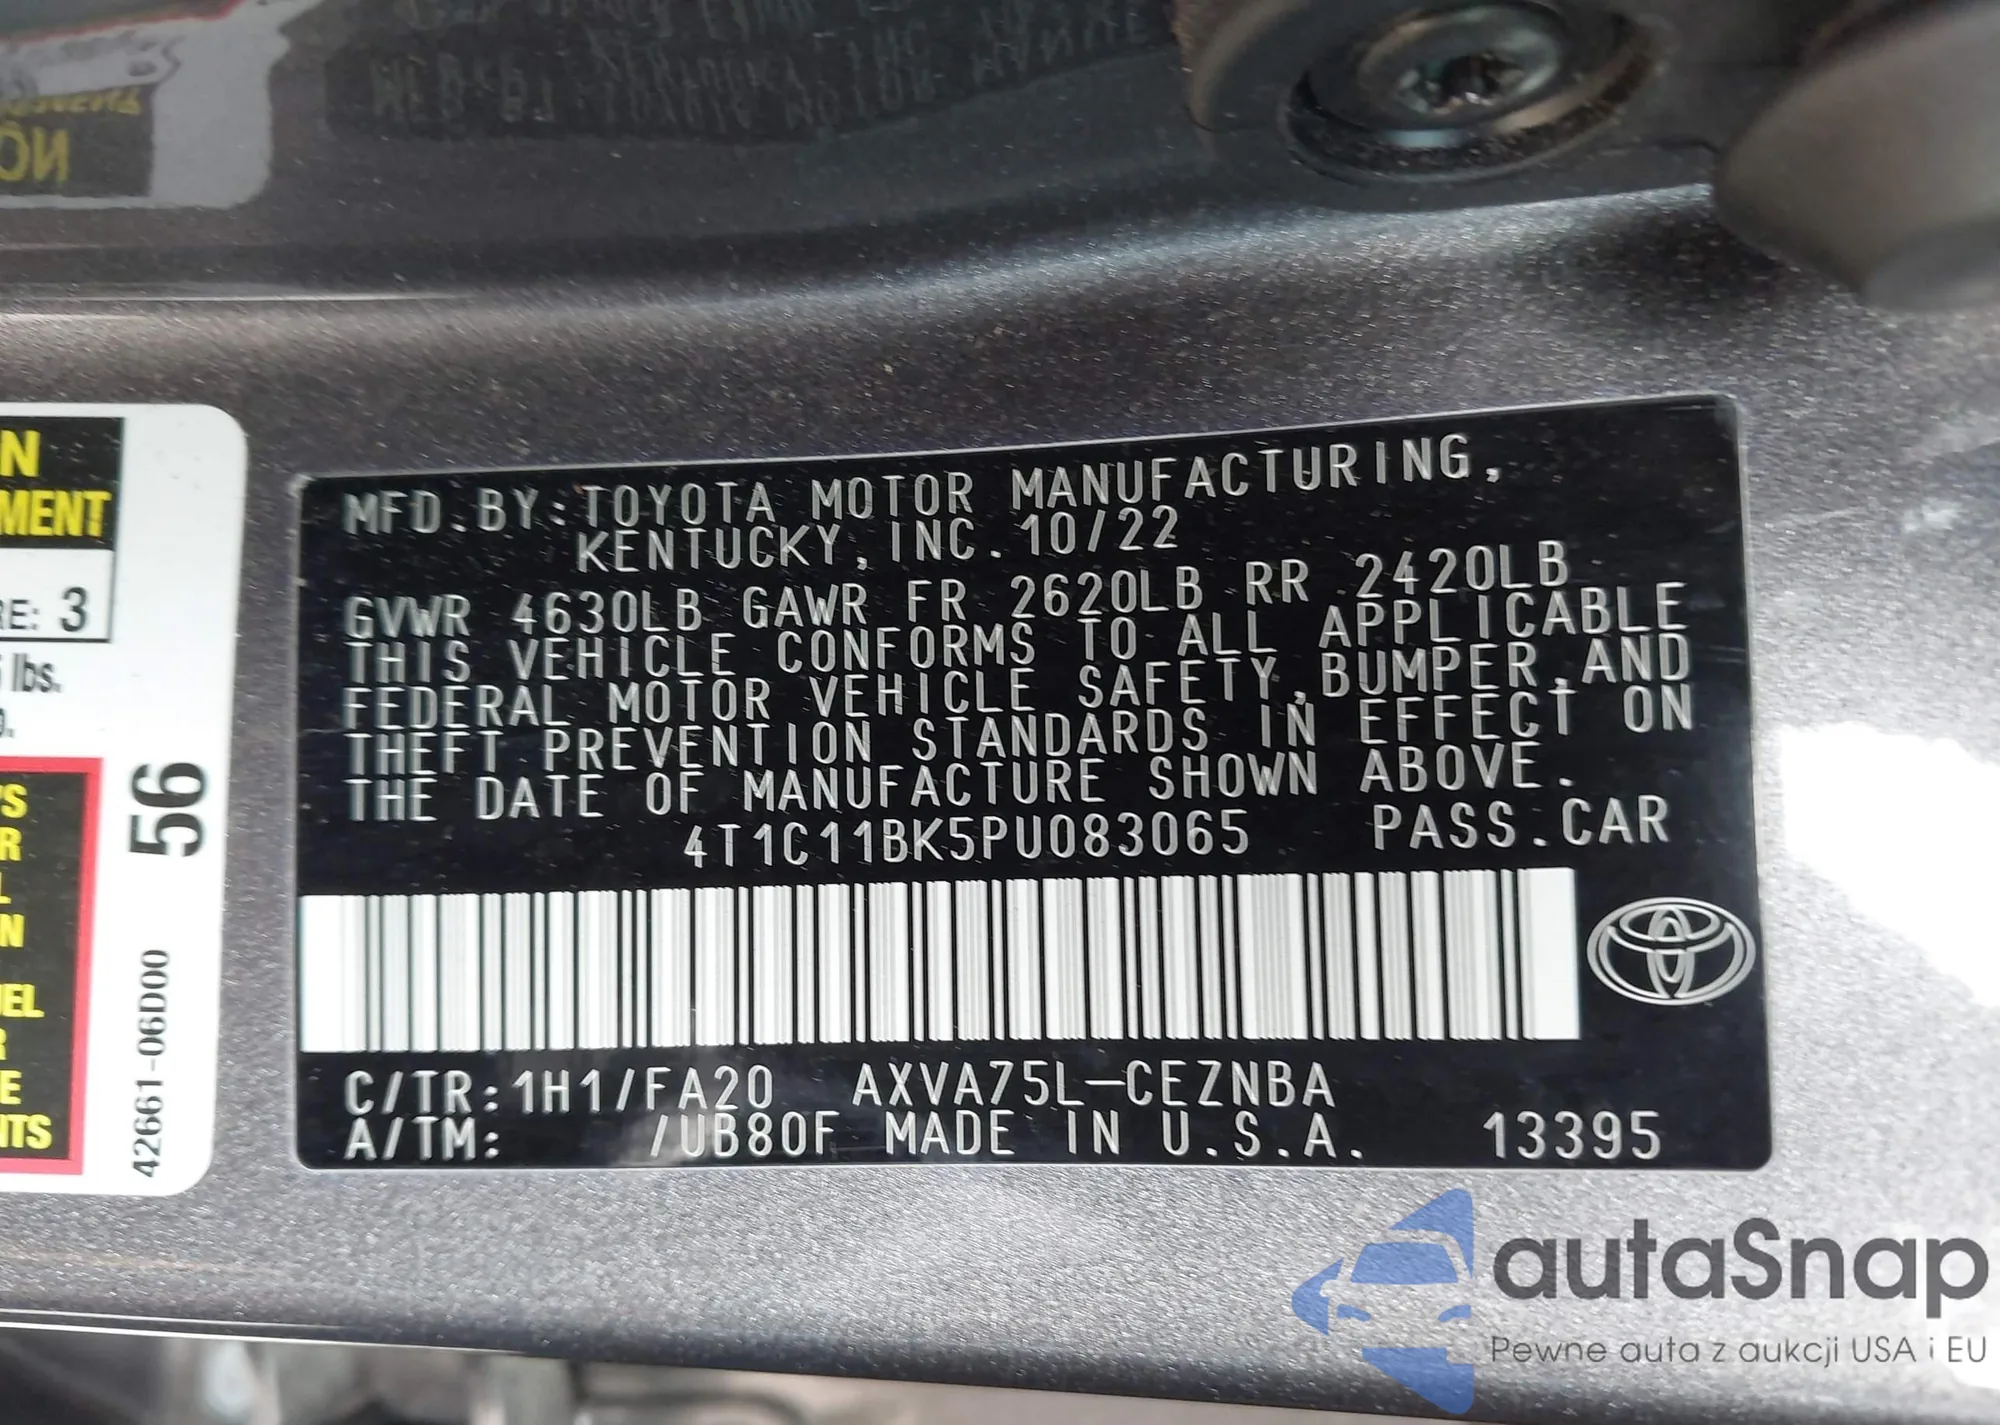 MFD.BY:TOYOTA MOTOR MANUFACTURING,
KENTUCKY, INC. 10/22
GVWR 4630LB GAWR FR 2620LB RR 2420LB
THIS VEHICLE CONFORMS TO ALL APPLICABLE
FEDERAL MOTOR VEHICLE SAFETY,BUMPER,AND
THEFT PREVENTION STANDARDS IN EFFECT ON
THE DATE OF MANUFACTURE SHOWN ABOVE.
4T1C11BK5PU083065 PASS.CAR
C/TR:1H1/FA20 AXVA75L-CEZNBA
A/TM: /UB80F MADE IN U.S.A. 13395
RE: 3
lbs.
56
42661-06D00
autaSnap
Pewne auta z aukcji USA i EU